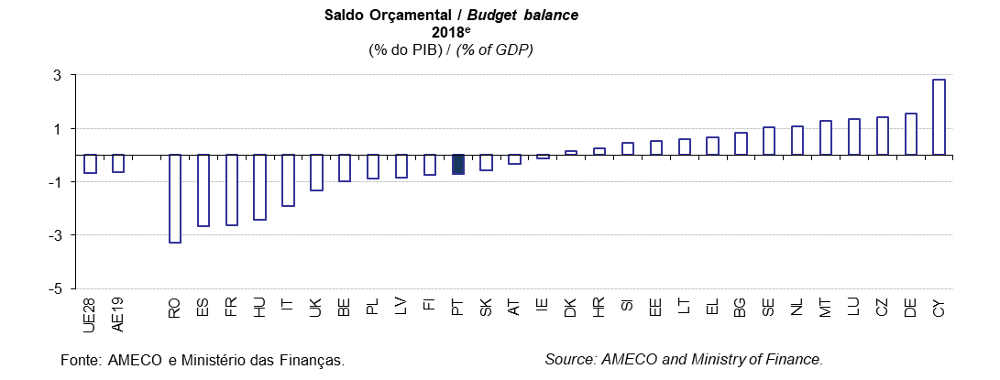 Saldo Orçamental / Budget balance
2018ᵉ
(% do PIB) / (% of GDP)
3
1
-1
-3
-5
UE28 AE19 RO ES FR HU IT UK BE PL LV FI PT SK AT IE DK HR SI EE LT EL BG SE NL MT LU CZ DE CY
Fonte: AMECO e Ministério das Finanças. Source: AMECO and Ministry of Finance.